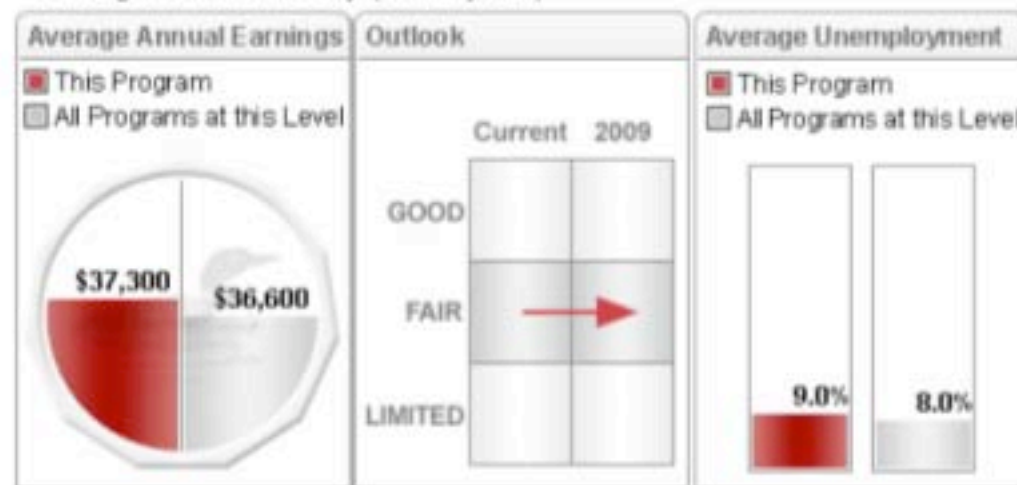 Average Annual Earnings
This Program
All Programs at this Level
$37,300
$36,600
Outlook
Current 2009
GOOD
FAIR
LIMITED
Average Unemployment
This Program
All Programs at this Level
9.0%
8.0%